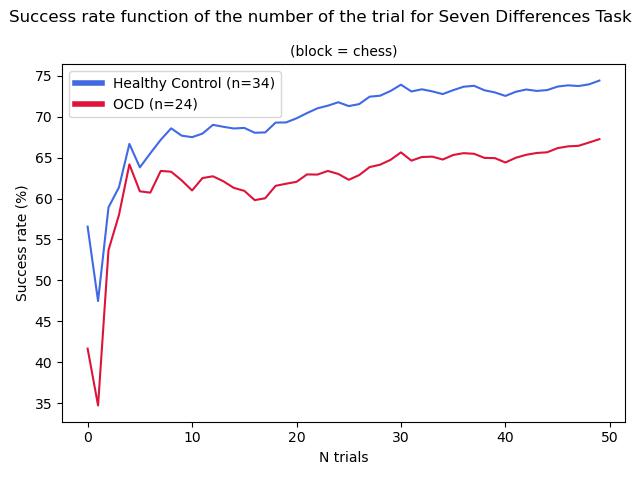 Success rate function of the number of the trial for Seven Differences Task
(block = chess)
Healthy Control (n=34)
OCD (n=24)
Success rate (%)
75
70
65
60
55
50
45
40
35
0 10 20 30 40 50
N trials